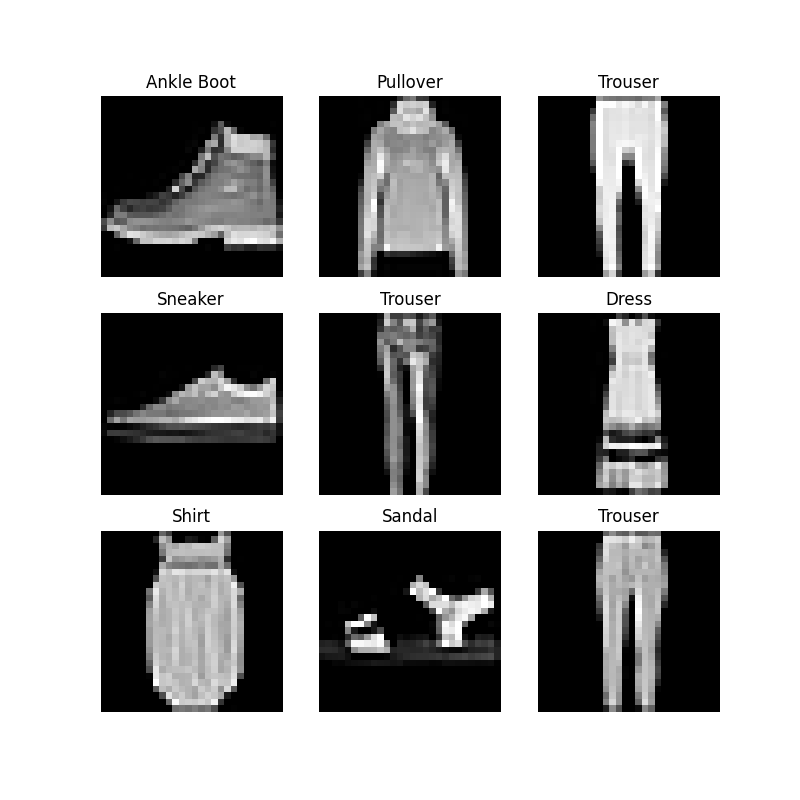 Ankle Boot
Pullover
Trouser
Sneaker
Trouser
Dress
Shirt
Sandal
Trouser